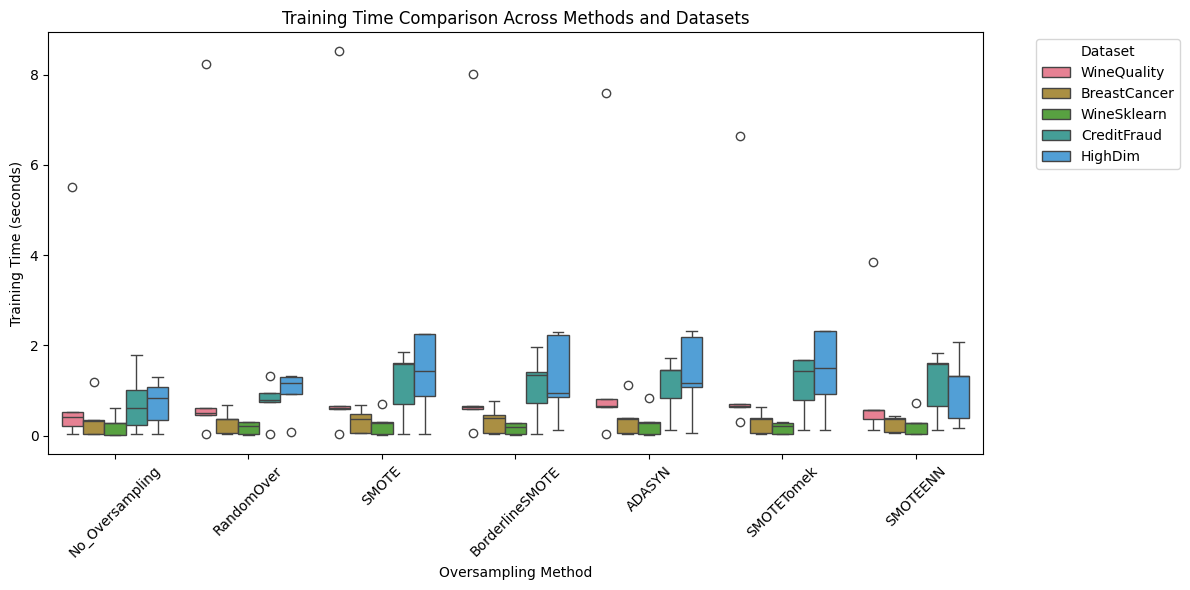 Training Time Comparison Across Methods and Datasets
Training Time (seconds)
8
6
4
2
0
No_Oversampling
RandomOver
SMOTE
BorderlineSMOTE
ADASYN
SMOTETomek
SMOTEENN
Oversampling Method
Dataset
WineQuality
BreastCancer
WineSklearn
CreditFraud
HighDim